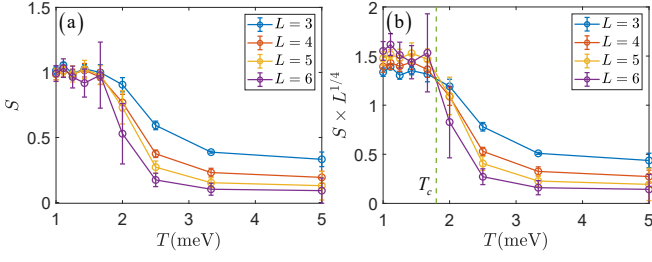 (a)
1.5
1
0.5
0
S
1
2
3
4
5
T(meV)
L = 3
L = 4
L = 5
L = 6
(b)
2
1.5
1
0.5
0
S × L^{1/4}
1
2
3
4
5
T(meV)
T_c
L = 3
L = 4
L = 5
L = 6